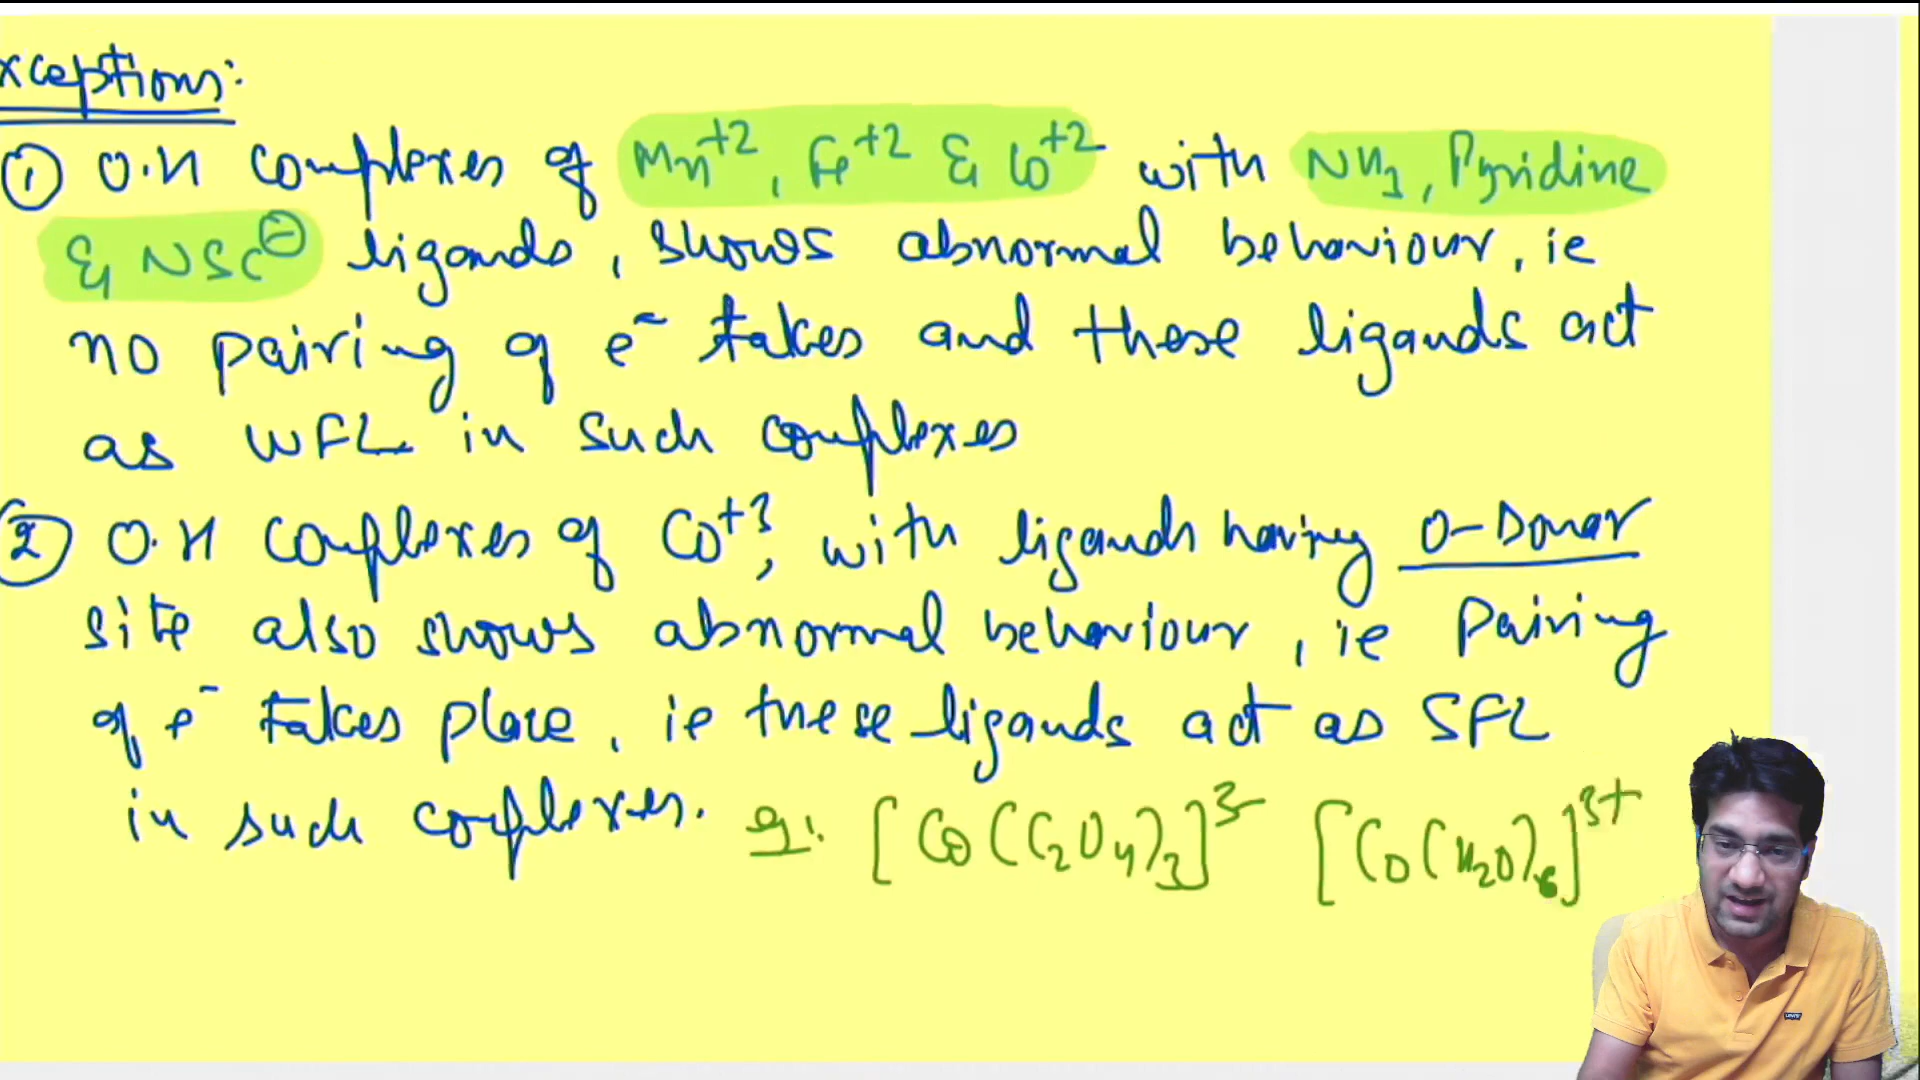 xceptions:
① O.H complexes of Mn+2, Fe+2 & Co+2 with NH3, Pyridine
& NSC⊖ ligands, shows abnormal behaviour, ie
no pairing of e- takes and these ligands act
as WFL in such complexes
② O.H complexes of Co+3, with ligands having O-Donar
site also shows abnormal behaviour, ie Pairing
of e- takes place, ie these ligands act as SFL
in such complexes. eg: [Co(C2O4)3]3- [Co(H2O)6]3+